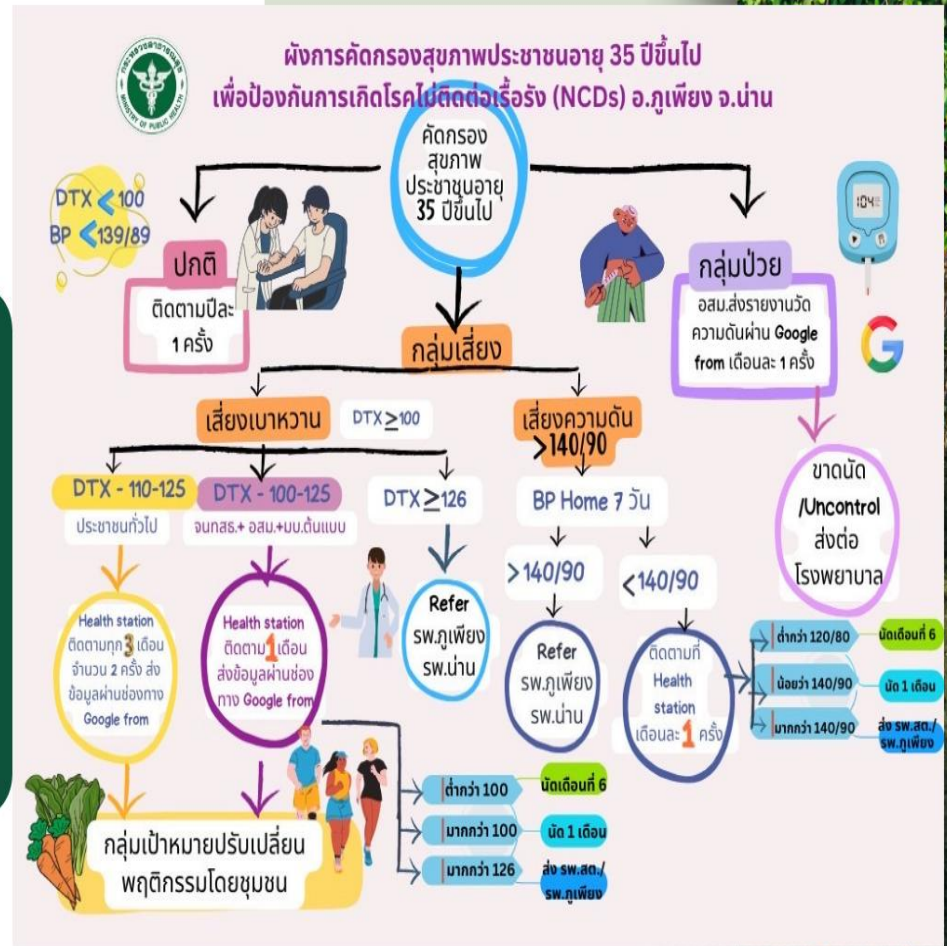 ผังการคัดกรองสุขภาพประชาชนอายุ 35 ปีขึ้นไป
เพื่อป้องกันการเกิดโรคไม่ติดต่อเรื้อรัง (NCDs) อ.ภูเพียง จ.น่าน
กระทรวงสาธารณสุข
MINISTRY OF PUBLIC HEALTH
คัดกรอง
สุขภาพ
ประชาชนอายุ
35 ปีขึ้นไป
DTX <100
BP <139/89
ปกติ
ติดตามปีละ
1 ครั้ง
กลุ่มป่วย
อสม.ส่งรายงานวัด
ความดันผ่าน Google
from เดือนละ 1 ครั้ง
104
G
ขาดนัด
/Uncontrol
ส่งต่อ
โรงพยาบาล
กลุ่มเสี่ยง
เสี่ยงเบาหวาน
DTX ≥100
เสี่ยงความดัน
>140/90
DTX - 110-125
ประชาชนทั่วไป
DTX - 100-125
จนทสธ.+ อสม.+มบ.ต้นแบบ
DTX ≥126
BP Home 7 วัน
>140/90
<140/90
Health station
ติดตามทุก 3 เดือน
จำนวน 2 ครั้ง ส่ง
ข้อมูลผ่านช่องทาง
Google from
Health station
ติดตาม 1 เดือน
ส่งข้อมูลผ่านช่อง
ทาง Google from
Refer
รพ.ภูเพียง
รพ.น่าน
Refer
รพ.ภูเพียง
รพ.น่าน
ติดตามที่
Health
station
เดือนละ 1 ครั้ง
ต่ำกว่า 120/80
นัดเดือนที่ 6
น้อยว่า 140/90
นัด 1 เดือน
มากกว่า 140/90
ส่ง รพ.สต./
รพ.ภูเพียง
ต่ำกว่า 100
นัดเดือนที่ 6
มากกว่า 100
นัด 1 เดือน
มากกว่า 126
ส่ง รพ.สต./
รพ.ภูเพียง
กลุ่มเป้าหมายปรับเปลี่ยน
พฤติกรรมโดยชุมชน